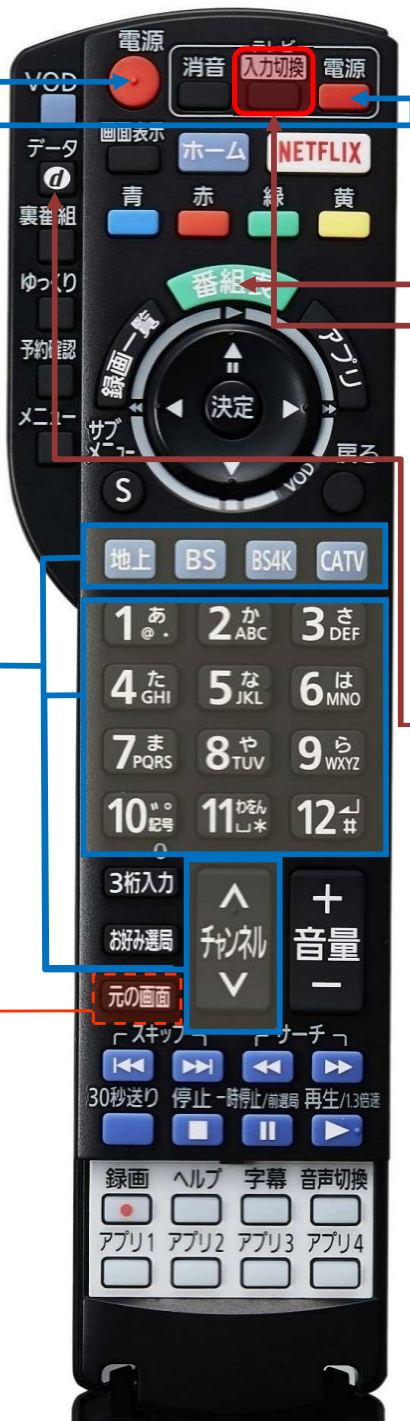 電源
テレビ
消音 入力切換 電源
VOD
画面表示
ホーム NETFLIX
データ
d
青 赤 緑 黄
裏番組
番組表
ゆっくり
録画一覧 アプリ
予約確認
決定
メニュー
サブ
メニュー
戻る
S
VOD
地上 BS BS4K CATV
1 あ @. 2 か ABC 3 さ DEF
4 た GHI 5 な JKL 6 は MNO
7 ま PQRS 8 や TUV 9 ら WXYZ
10 ゛゜ 記号 11 わをん ␣* 12 ⏎ #
0
3桁入力
お好み選局 チャンネル + 音量 −
元の画面
スキップ サーチ
30秒送り 停止 一時停止/前選局 再生/1.3倍速
録画 ヘルプ 字幕 音声切換
アプリ1 アプリ2 アプリ3 アプリ4